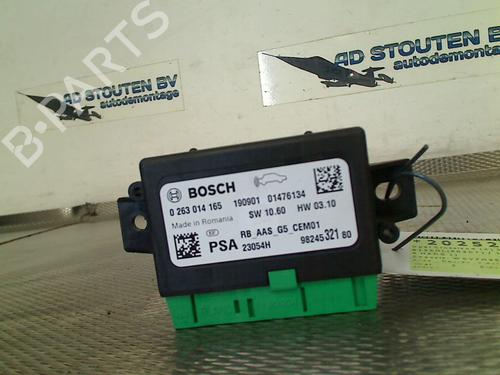 AD STOUTEN BV
autodemontage
AD STOUTEN BV
autodemontage
B-PARTS
BOSCH
0 263 014 165 190901 01476134
Made in Romania SW 10.60 HW 03.10
RB_AAS_G5_CEM01
PSA 23054H 98245321 80